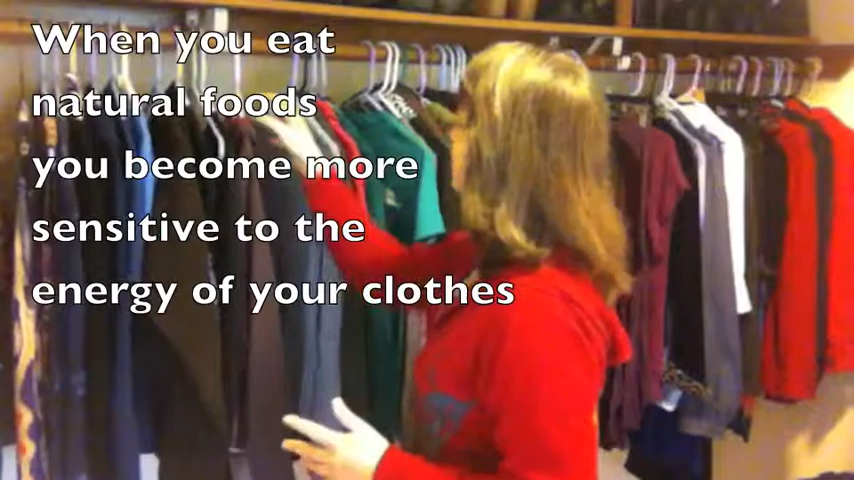 When you eat
natural foods
you become more
sensitive to the
energy of your clothes